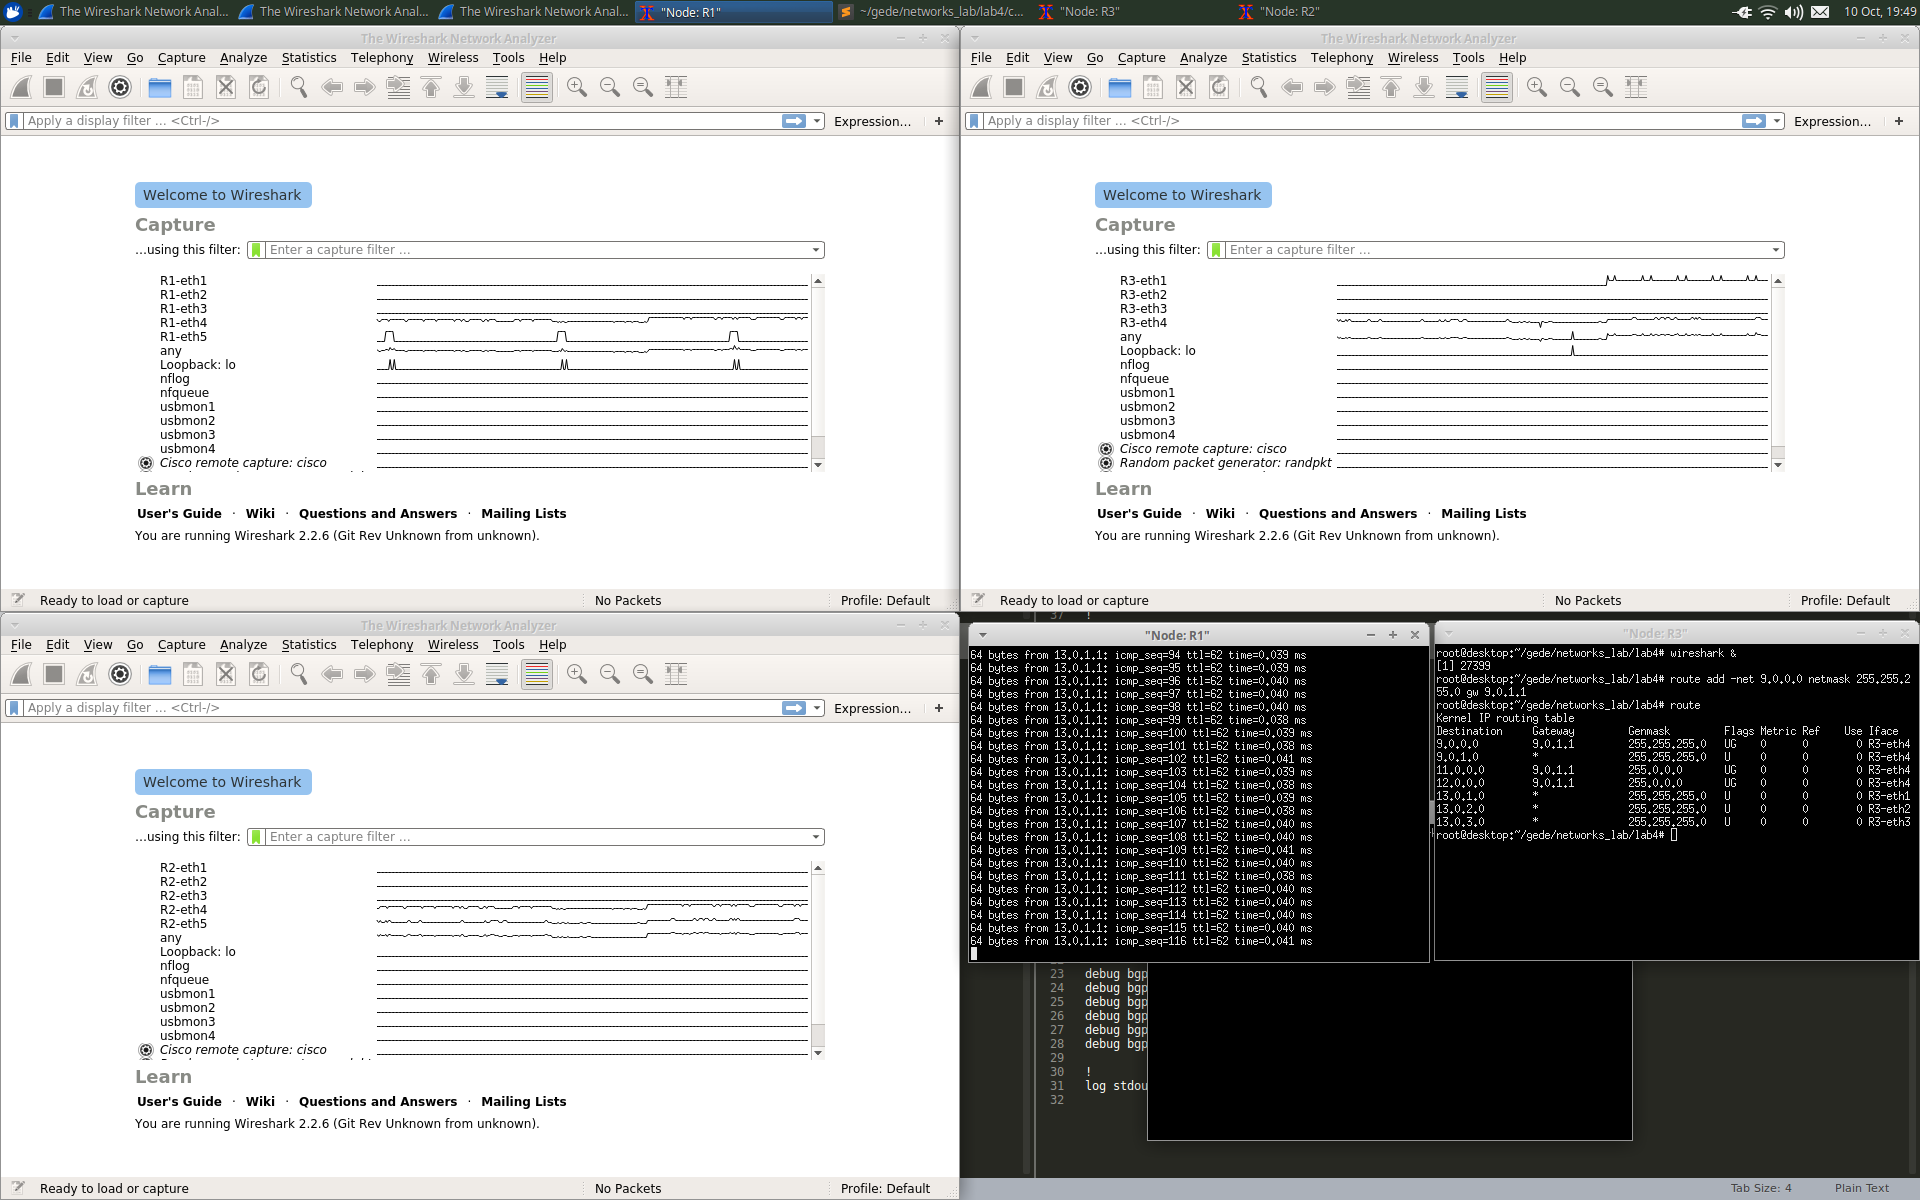 The Wireshark Network Anal... The Wireshark Network Anal... The Wireshark Network Anal... "Node: R1" ~/gede/networks_lab/lab4/c... "Node: R3" "Node: R2" 10 Oct, 19:49
The Wireshark Network Analyzer
File Edit View Go Capture Analyze Statistics Telephony Wireless Tools Help
Apply a display filter ... <Ctrl-/> Expression... +
Welcome to Wireshark
Capture
...using this filter: Enter a capture filter ...
R1-eth1
R1-eth2
R1-eth3
R1-eth4
R1-eth5
any
Loopback: lo
nflog
nfqueue
usbmon1
usbmon2
usbmon3
usbmon4
Cisco remote capture: cisco
Learn
User's Guide · Wiki · Questions and Answers · Mailing Lists
You are running Wireshark 2.2.6 (Git Rev Unknown from unknown).
Ready to load or capture No Packets Profile: Default
The Wireshark Network Analyzer
File Edit View Go Capture Analyze Statistics Telephony Wireless Tools Help
Apply a display filter ... <Ctrl-/> Expression... +
Welcome to Wireshark
Capture
...using this filter: Enter a capture filter ...
R3-eth1
R3-eth2
R3-eth3
R3-eth4
any
Loopback: lo
nflog
nfqueue
usbmon1
usbmon2
usbmon3
usbmon4
Cisco remote capture: cisco
Random packet generator: randpkt
Learn
User's Guide · Wiki · Questions and Answers · Mailing Lists
You are running Wireshark 2.2.6 (Git Rev Unknown from unknown).
Ready to load or capture No Packets Profile: Default
The Wireshark Network Analyzer
File Edit View Go Capture Analyze Statistics Telephony Wireless Tools Help
Apply a display filter ... <Ctrl-/> Expression... +
Welcome to Wireshark
Capture
...using this filter: Enter a capture filter ...
R2-eth1
R2-eth2
R2-eth3
R2-eth4
R2-eth5
any
Loopback: lo
nflog
nfqueue
usbmon1
usbmon2
usbmon3
usbmon4
Cisco remote capture: cisco
Learn
User's Guide · Wiki · Questions and Answers · Mailing Lists
You are running Wireshark 2.2.6 (Git Rev Unknown from unknown).
Ready to load or capture No Packets Profile: Default
37 !
"Node: R1"
64 bytes from 13.0.1.1: icmp_seq=94 ttl=62 time=0.039 ms
64 bytes from 13.0.1.1: icmp_seq=95 ttl=62 time=0.039 ms
64 bytes from 13.0.1.1: icmp_seq=96 ttl=62 time=0.040 ms
64 bytes from 13.0.1.1: icmp_seq=97 ttl=62 time=0.040 ms
64 bytes from 13.0.1.1: icmp_seq=98 ttl=62 time=0.040 ms
64 bytes from 13.0.1.1: icmp_seq=99 ttl=62 time=0.038 ms
64 bytes from 13.0.1.1: icmp_seq=100 ttl=62 time=0.039 ms
64 bytes from 13.0.1.1: icmp_seq=101 ttl=62 time=0.038 ms
64 bytes from 13.0.1.1: icmp_seq=102 ttl=62 time=0.041 ms
64 bytes from 13.0.1.1: icmp_seq=103 ttl=62 time=0.039 ms
64 bytes from 13.0.1.1: icmp_seq=104 ttl=62 time=0.038 ms
64 bytes from 13.0.1.1: icmp_seq=105 ttl=62 time=0.039 ms
64 bytes from 13.0.1.1: icmp_seq=106 ttl=62 time=0.038 ms
64 bytes from 13.0.1.1: icmp_seq=107 ttl=62 time=0.040 ms
64 bytes from 13.0.1.1: icmp_seq=108 ttl=62 time=0.040 ms
64 bytes from 13.0.1.1: icmp_seq=109 ttl=62 time=0.041 ms
64 bytes from 13.0.1.1: icmp_seq=110 ttl=62 time=0.040 ms
64 bytes from 13.0.1.1: icmp_seq=111 ttl=62 time=0.038 ms
64 bytes from 13.0.1.1: icmp_seq=112 ttl=62 time=0.040 ms
64 bytes from 13.0.1.1: icmp_seq=113 ttl=62 time=0.040 ms
64 bytes from 13.0.1.1: icmp_seq=114 ttl=62 time=0.040 ms
64 bytes from 13.0.1.1: icmp_seq=115 ttl=62 time=0.040 ms
64 bytes from 13.0.1.1: icmp_seq=116 ttl=62 time=0.041 ms
"Node: R3"
root@desktop:~/gede/networks_lab/lab4# wireshark &
[1] 27399
root@desktop:~/gede/networks_lab/lab4# route add -net 9.0.0.0 netmask 255.255.2
55.0 gw 9.0.1.1
root@desktop:~/gede/networks_lab/lab4# route
Kernel IP routing table
Destination Gateway Genmask Flags Metric Ref Use Iface
9.0.0.0 9.0.1.1 255.255.255.0 UG 0 0 0 R3-eth4
9.0.1.0 * 255.255.255.0 U 0 0 0 R3-eth4
11.0.0.0 9.0.1.1 255.0.0.0 UG 0 0 0 R3-eth4
12.0.0.0 9.0.1.1 255.0.0.0 UG 0 0 0 R3-eth4
13.0.1.0 * 255.255.255.0 U 0 0 0 R3-eth1
13.0.2.0 * 255.255.255.0 U 0 0 0 R3-eth2
13.0.3.0 * 255.255.255.0 U 0 0 0 R3-eth3
root@desktop:~/gede/networks_lab/lab4#
23 debug bgp
24 debug bgp
25 debug bgp
26 debug bgp
27 debug bgp
28 debug bgp
29
30 !
31 log stdou
32
Tab Size: 4 Plain Text